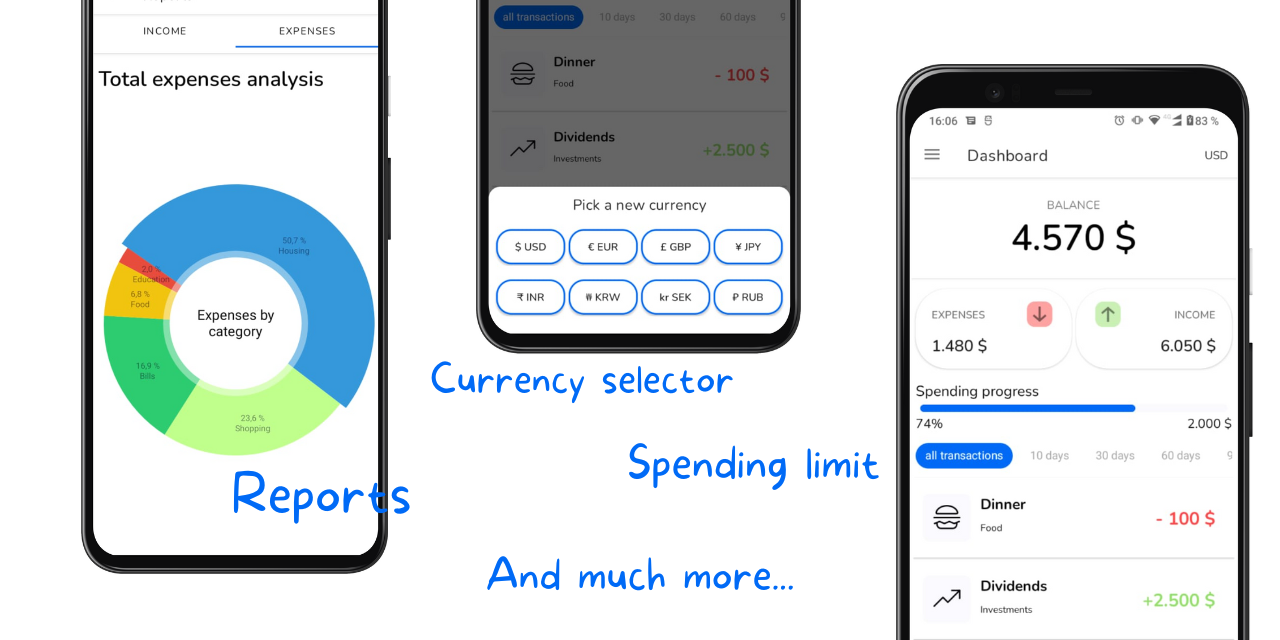 INCOME EXPENSES
Total expenses analysis
50,7 %
Housing
2,0 %
Education
6,8 %
Food
Expenses by
category
16,9 %
Bills
23,6 %
Shopping
Reports
all transactions 10 days 30 days 60 days 9
Dinner
Food
- 100 $
Dividends
Investments
+2.500 $
Pick a new currency
$ USD € EUR £ GBP ¥ JPY
₹ INR ₩ KRW kr SEK ₽ RUB
Currency selector
Spending limit
And much more...
16:06 83 %
Dashboard USD
BALANCE
4.570 $
EXPENSES
1.480 $
INCOME
6.050 $
Spending progress
74% 2.000 $
all transactions 10 days 30 days 60 days 9
Dinner
Food
- 100 $
Dividends
Investments
+2.500 $